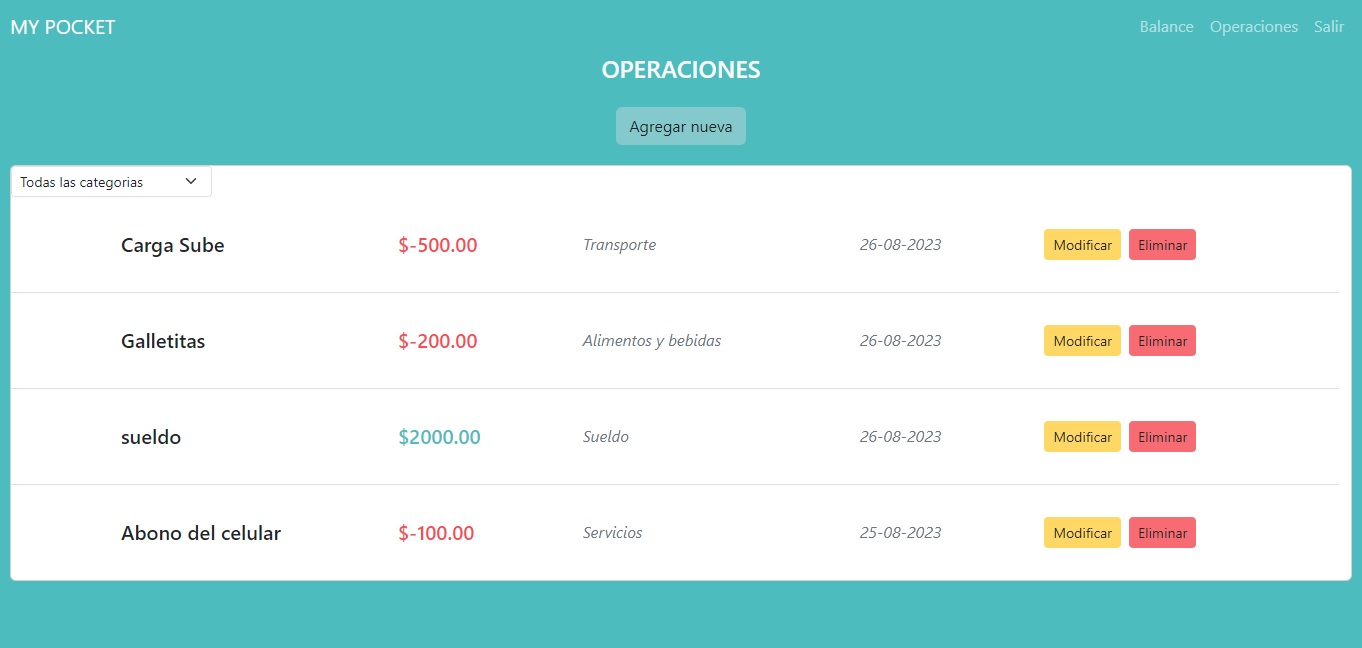 MY POCKET Balance Operaciones Salir
OPERACIONES
Agregar nueva
Todas las categorias
Carga Sube $-500.00 Transporte 26-08-2023 Modificar Eliminar
Galletitas $-200.00 Alimentos y bebidas 26-08-2023 Modificar Eliminar
sueldo $2000.00 Sueldo 26-08-2023 Modificar Eliminar
Abono del celular $-100.00 Servicios 25-08-2023 Modificar Eliminar